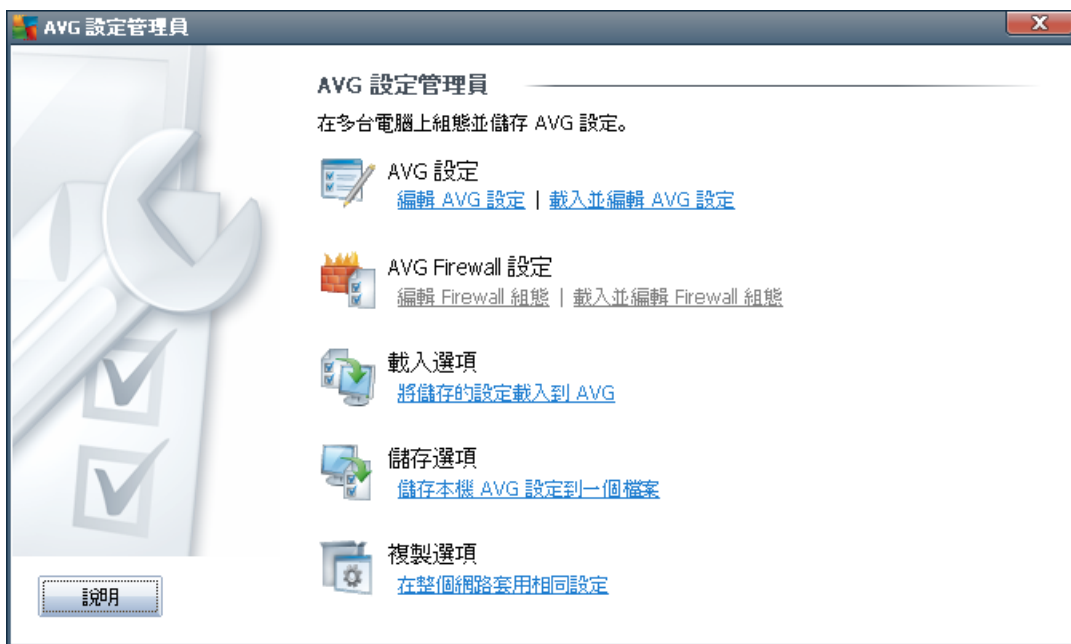 AVG 設定管理員
AVG 設定管理員
在多台電腦上組態並儲存 AVG 設定。
AVG 設定
編輯 AVG 設定 | 載入並編輯 AVG 設定
AVG Firewall 設定
編輯 Firewall 組態 | 載入並編輯 Firewall 組態
載入選項
將儲存的設定載入到 AVG
儲存選項
儲存本機 AVG 設定到一個檔案
複製選項
在整個網路套用相同設定
說明